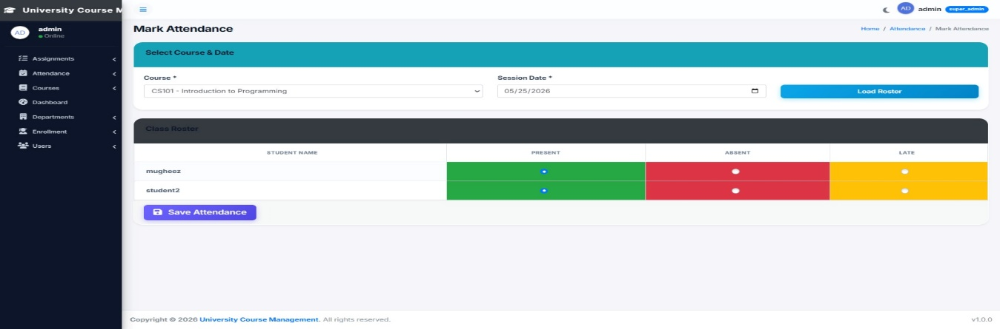 University Course M
AD admin super_admin
AD admin
Online
Assignments
Attendance
Courses
Dashboard
Departments
Enrollment
Users
Mark Attendance
Home / Attendance / Mark Attendance
Select Course & Date
Course * Session Date *
CS101 - Introduction to Programming 05/25/2026 Load Roster
Class Roster
STUDENT NAME PRESENT ABSENT LATE
mugheez
student2
Save Attendance
Copyright © 2026 University Course Management. All rights reserved. v1.0.0